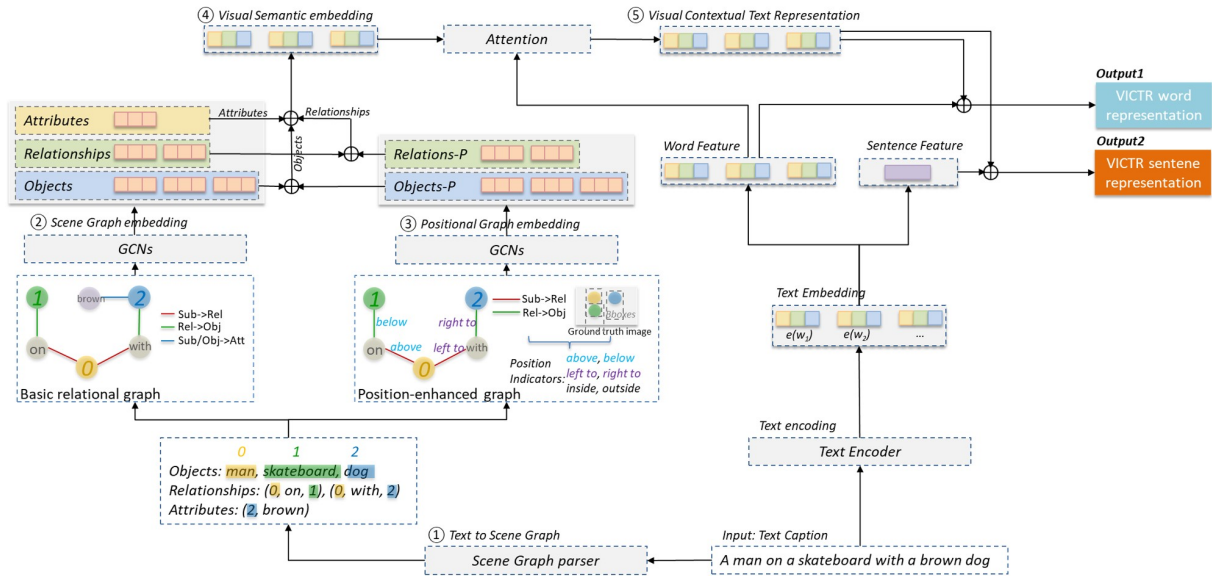 ④ Visual Semantic embedding
⑤ Visual Contextual Text Representation
Attention
Output1
VICTR word
representation
Output2
VICTR sentene
representation
Attributes
Relationships
Objects
Attributes
Relationships
Objects
Relations-P
Objects-P
Word Feature
Sentence Feature
② Scene Graph embedding
③ Positional Graph embedding
GCNs
GCNs
1
brown
2
on
with
0
Sub->Rel
Rel->Obj
Sub/Obj->Att
Basic relational graph
1
2
below
right to
on
above
left to
with
0
Sub->Rel
Rel->Obj
Bboxes
Ground truth image
Position
Indicators:
above, below
left to, right to
inside, outside
Position-enhanced graph
Text Embedding
e(w1)
e(w2)
...
Text encoding
Text Encoder
0 1 2
Objects: man, skateboard, dog
Relationships: (0, on, 1), (0, with, 2)
Attributes: (2, brown)
① Text to Scene Graph
Scene Graph parser
Input: Text Caption
A man on a skateboard with a brown dog